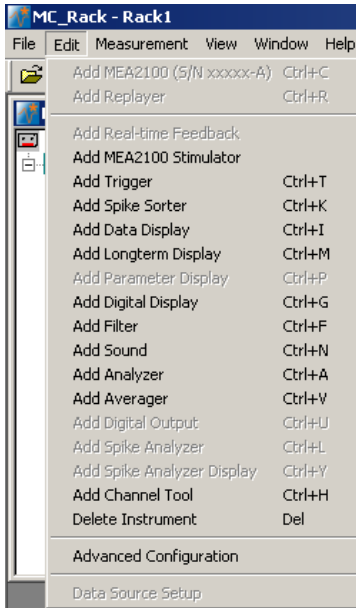 MC_Rack - Rack1
File Edit Measurement View Window Help
Add MEA2100 (S/N xxxxx-A) Ctrl+C
Add Replayer Ctrl+R
Add Real-time Feedback
Add MEA2100 Stimulator
Add Trigger Ctrl+T
Add Spike Sorter Ctrl+K
Add Data Display Ctrl+I
Add Longterm Display Ctrl+M
Add Parameter Display Ctrl+P
Add Digital Display Ctrl+G
Add Filter Ctrl+F
Add Sound Ctrl+N
Add Analyzer Ctrl+A
Add Averager Ctrl+V
Add Digital Output Ctrl+U
Add Spike Analyzer Ctrl+L
Add Spike Analyzer Display Ctrl+Y
Add Channel Tool Ctrl+H
Delete Instrument Del
Advanced Configuration
Data Source Setup